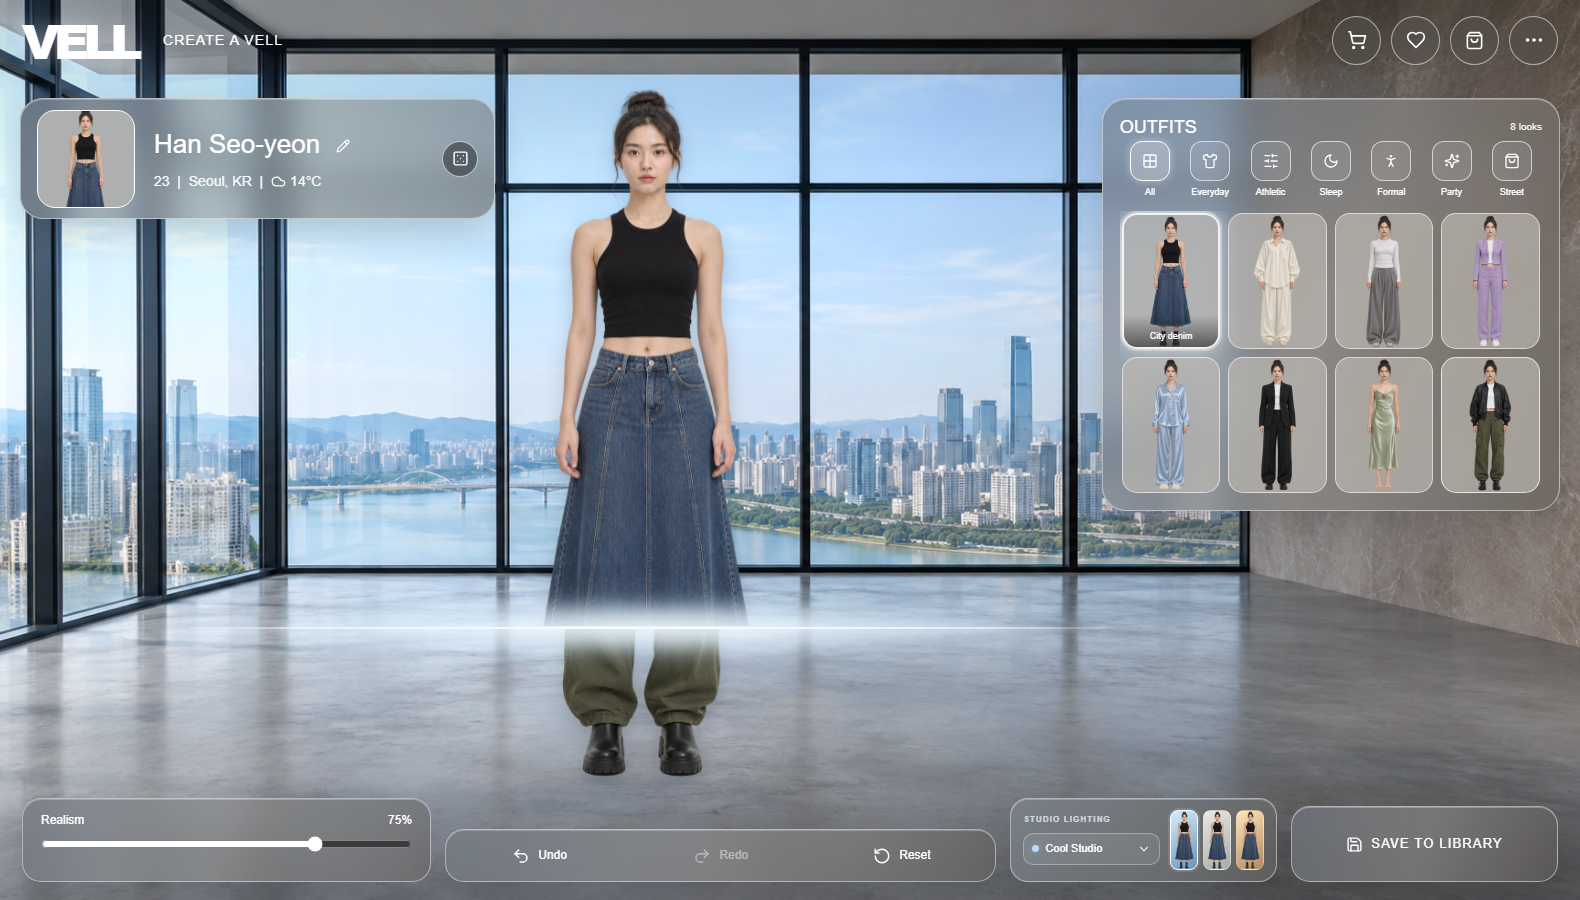 VELL
CREATE A VELL
Han Seo-yeon
23 | Seoul, KR | 14°C
OUTFITS
8 looks
All
Everyday
Athletic
Sleep
Formal
Party
Street
City denim
Realism
75%
Undo
Redo
Reset
STUDIO LIGHTING
Cool Studio
SAVE TO LIBRARY